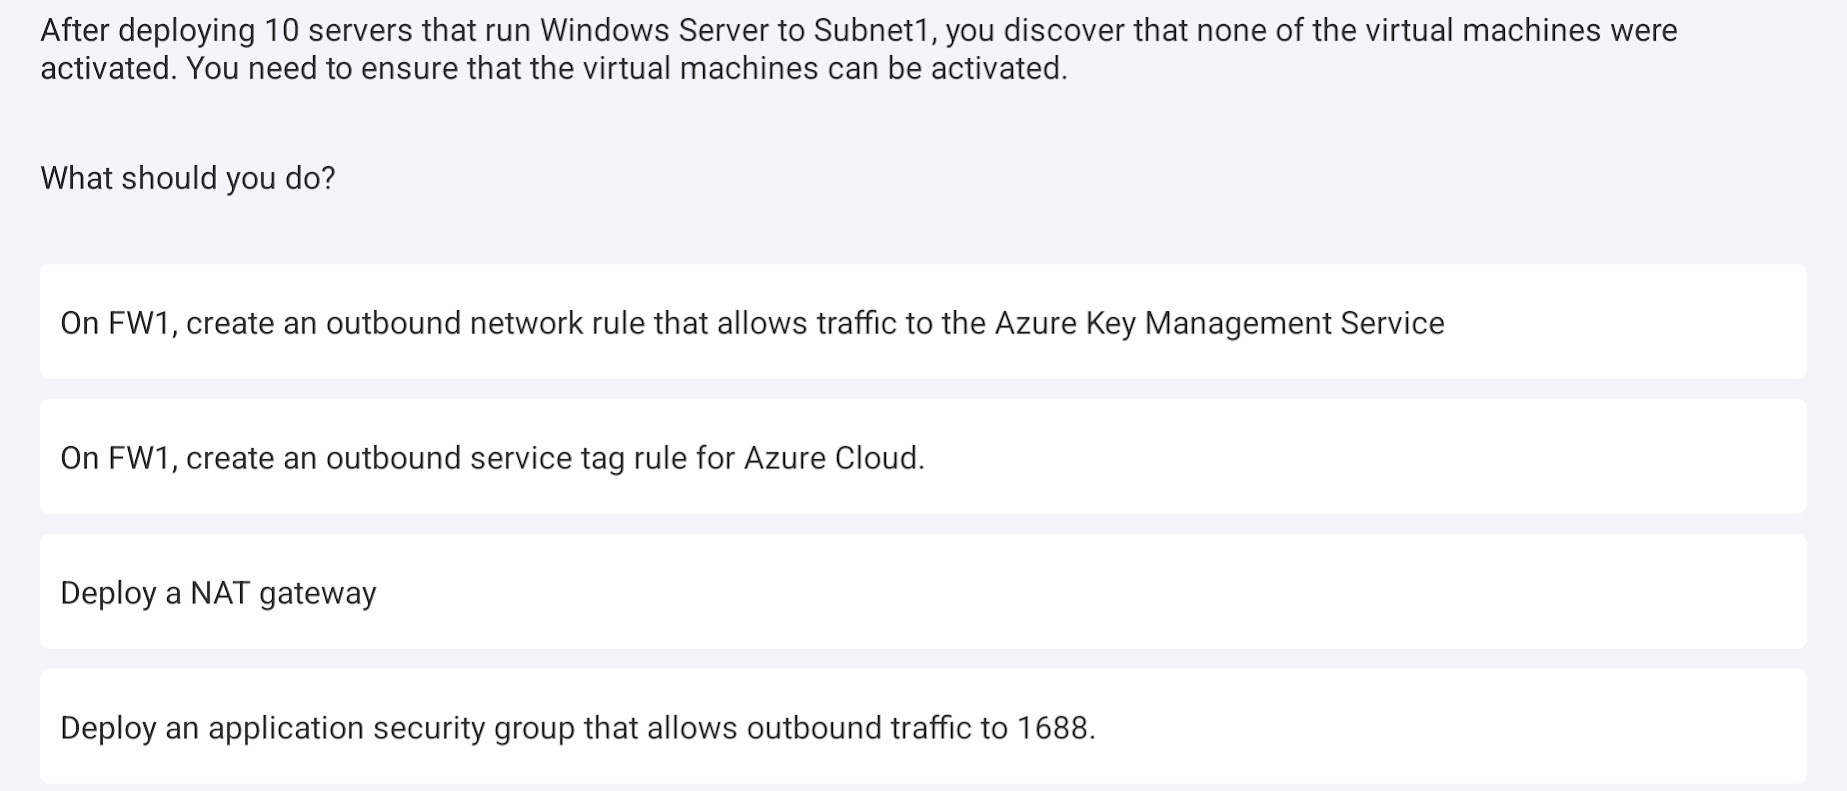 After deploying 10 servers that run Windows Server to Subnet1, you discover that none of the virtual machines were
activated. You need to ensure that the virtual machines can be activated.
What should you do?
On FW1, create an outbound network rule that allows traffic to the Azure Key Management Service
On FW1, create an outbound service tag rule for Azure Cloud.
Deploy a NAT gateway
Deploy an application security group that allows outbound traffic to 1688.